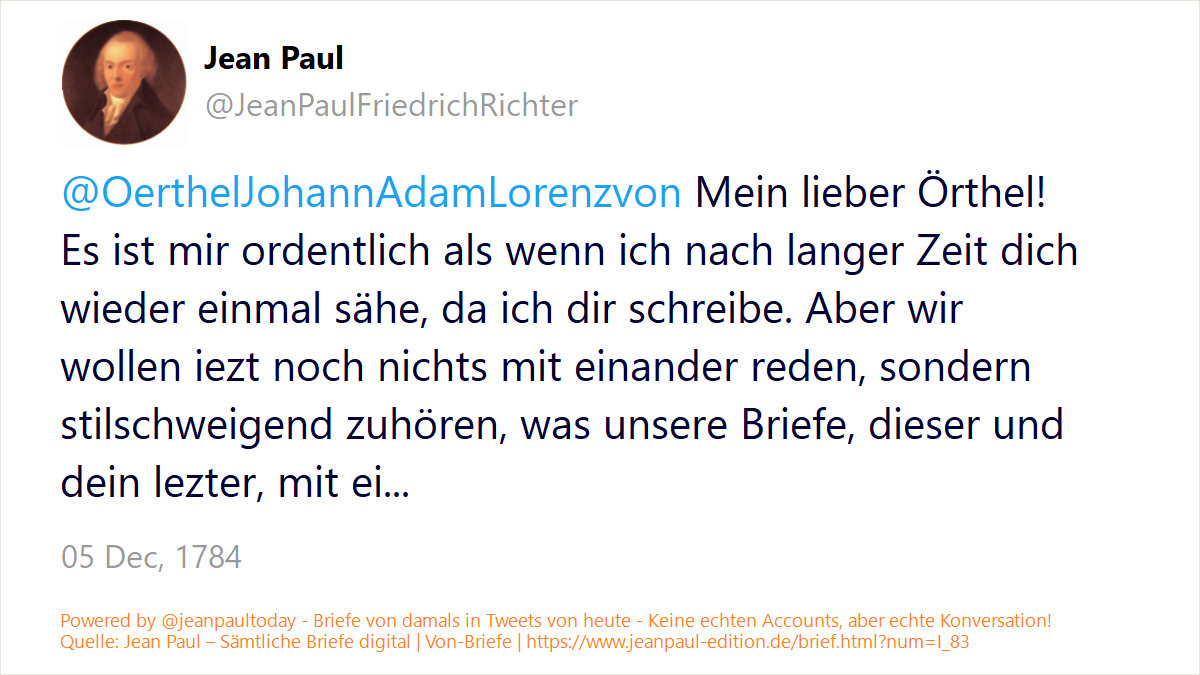 Jean Paul
@JeanPaulFriedrichRichter
@OerthelJohannAdamLorenzvon Mein lieber Örthel!
Es ist mir ordentlich als wenn ich nach langer Zeit dich
wieder einmal sähe, da ich dir schreibe. Aber wir
wollen iezt noch nichts mit einander reden, sondern
stilschweigend zuhören, was unsere Briefe, dieser und
dein lezter, mit ei...
05 Dec, 1784
Powered by @jeanpaultoday - Briefe von damals in Tweets von heute - Keine echten Accounts, aber echte Konversation!
Quelle: Jean Paul – Sämtliche Briefe digital | Von-Briefe | https://www.jeanpaul-edition.de/brief.html?num=I_83